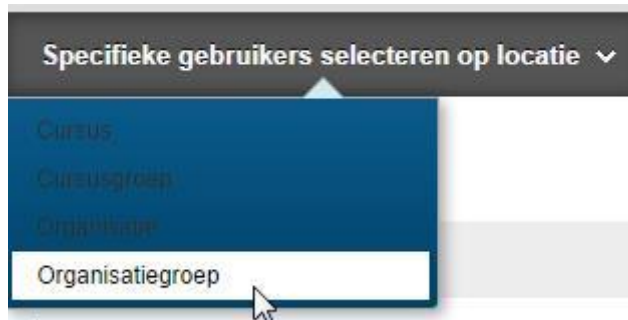 Specifieke gebruikers selecteren op locatie
Cursus
Cursusgroep
Organisatie
Organisatiegroep